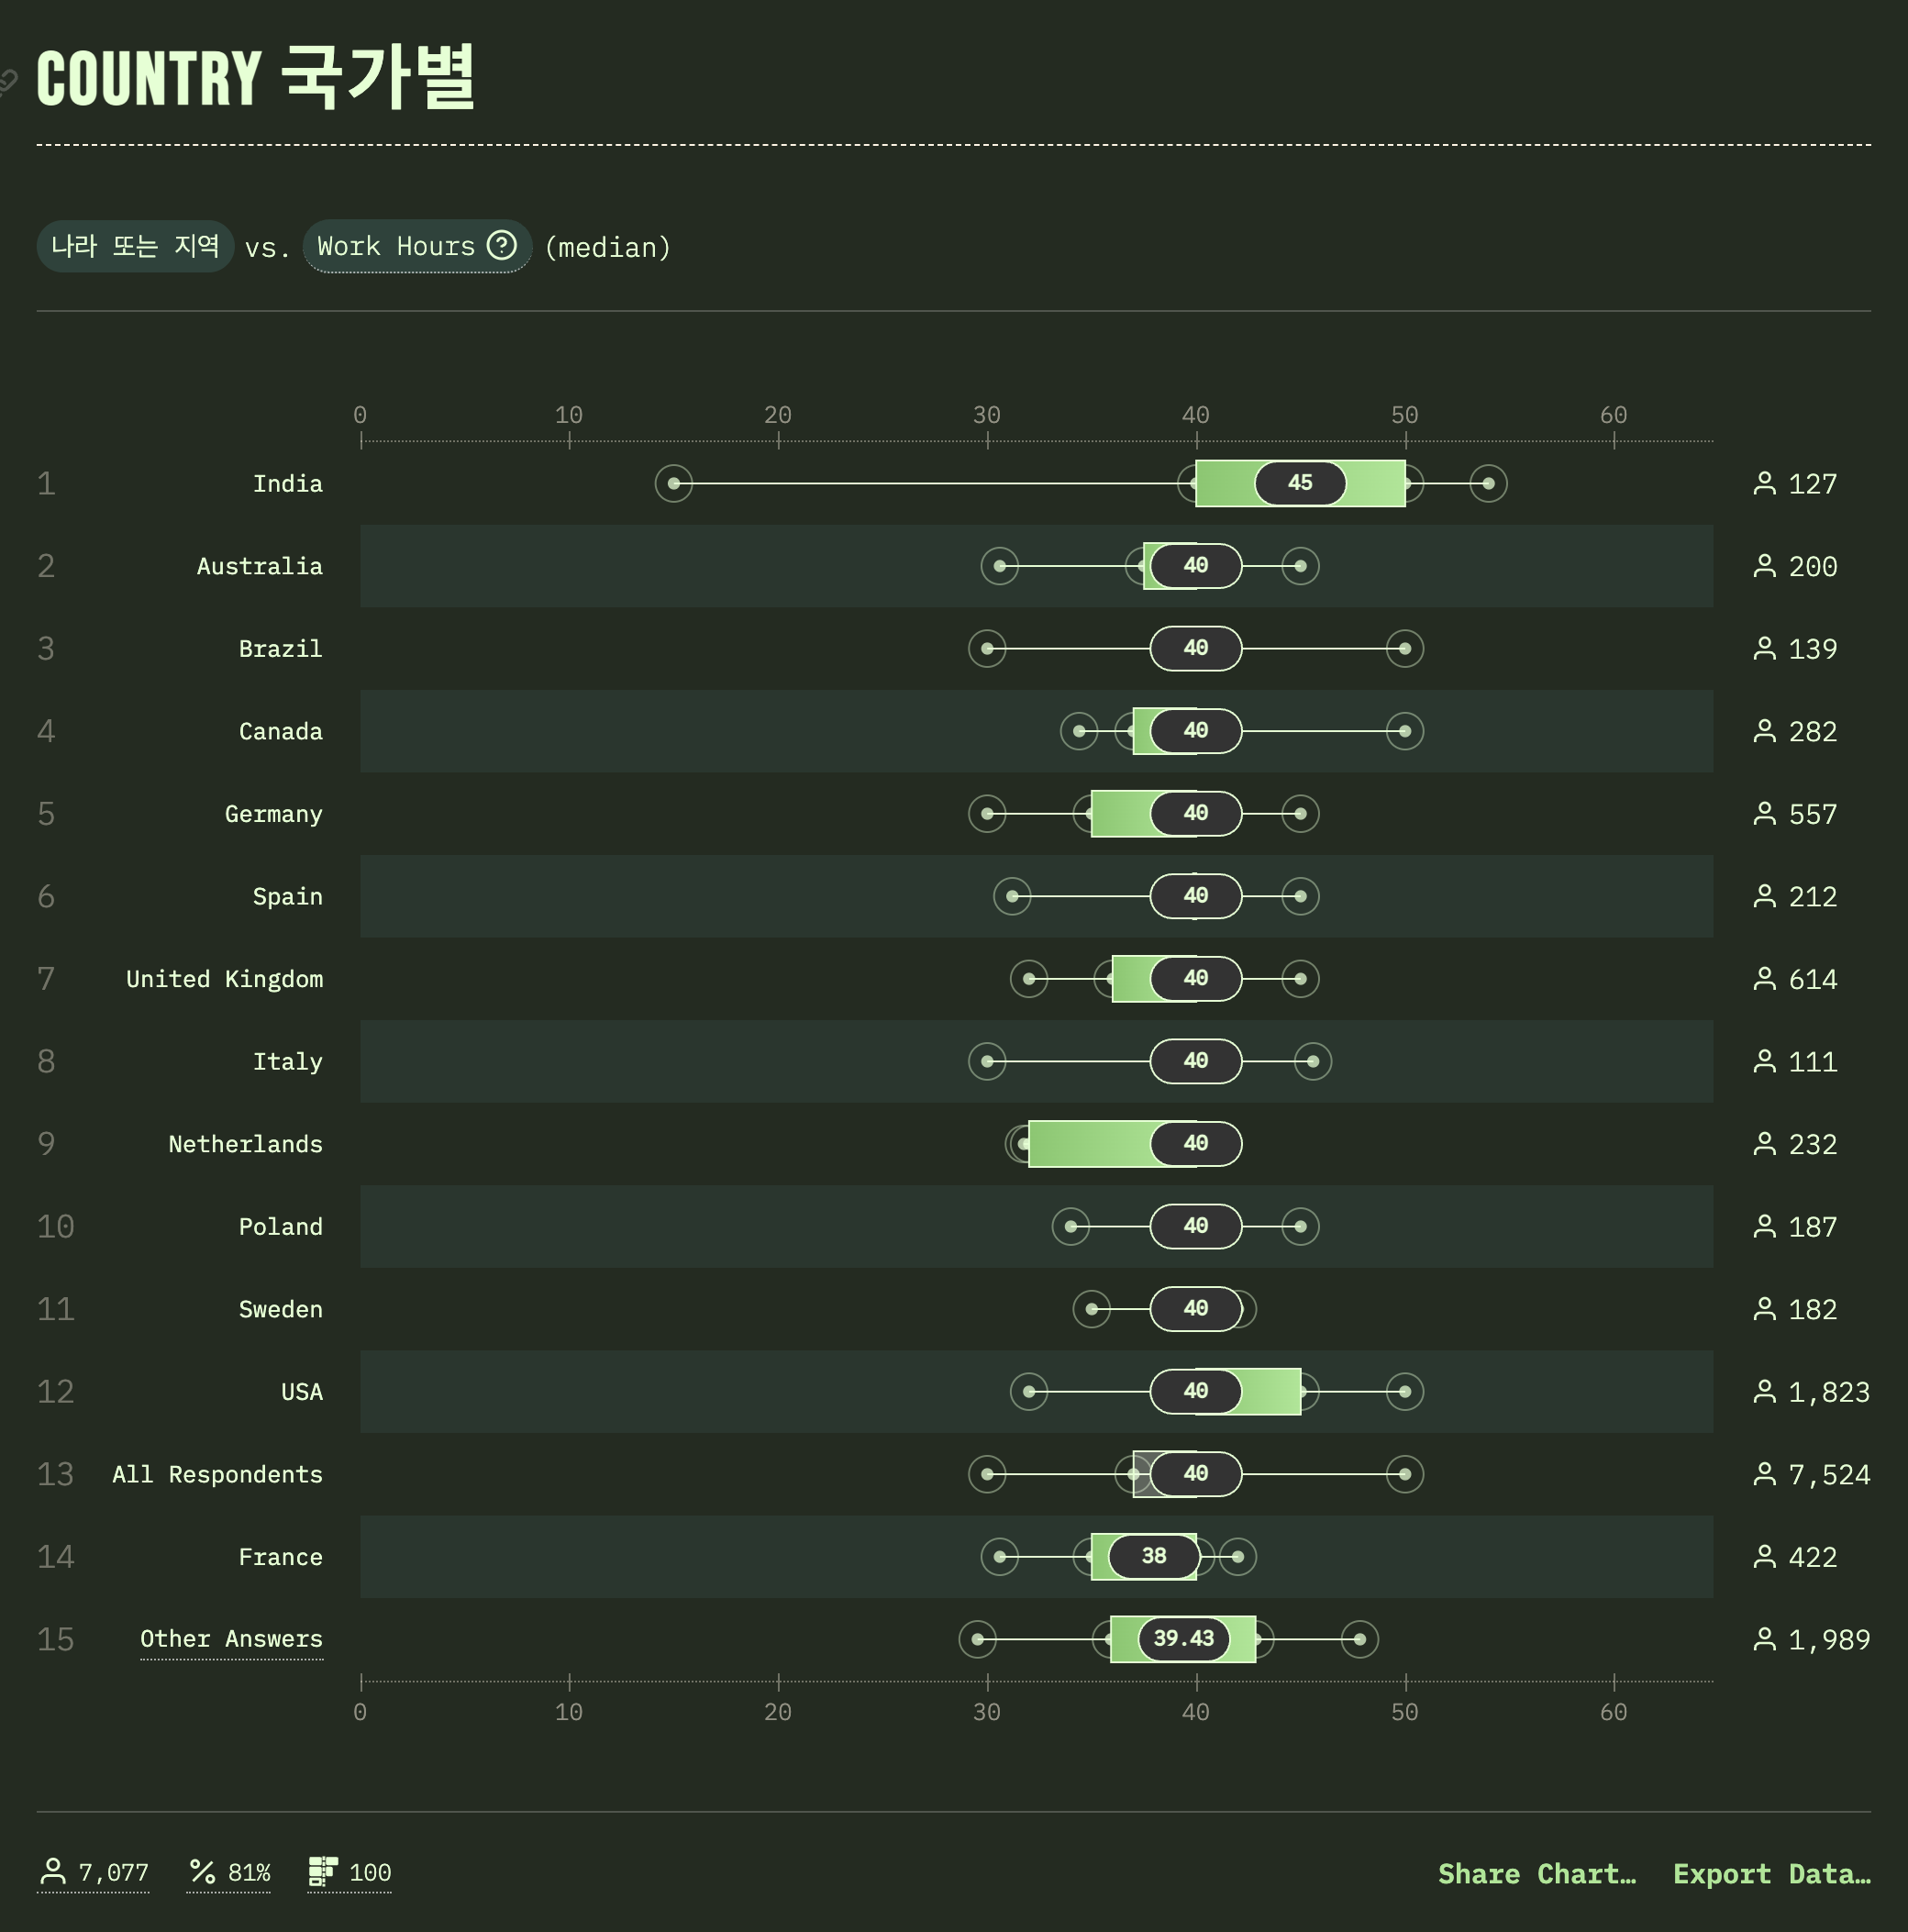 COUNTRY 국가별
나라 또는 지역 vs. Work Hours ? (median)
0 10 20 30 40 50 60
1 India 45 127
2 Australia 40 200
3 Brazil 40 139
4 Canada 40 282
5 Germany 40 557
6 Spain 40 212
7 United Kingdom 40 614
8 Italy 40 111
9 Netherlands 40 232
10 Poland 40 187
11 Sweden 40 182
12 USA 40 1,823
13 All Respondents 40 7,524
14 France 38 422
15 Other Answers 39.43 1,989
0 10 20 30 40 50 60
7,077 % 81% 100 Share Chart… Export Data…